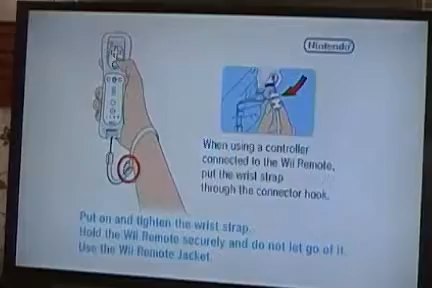 Nintendo
When using a controller
connected to the Wii Remote,
put the wrist strap
through the connector hook.
Put on and tighten the wrist strap.
Hold the Wii Remote securely and do not let go of it.
Use the Wii Remote Jacket.